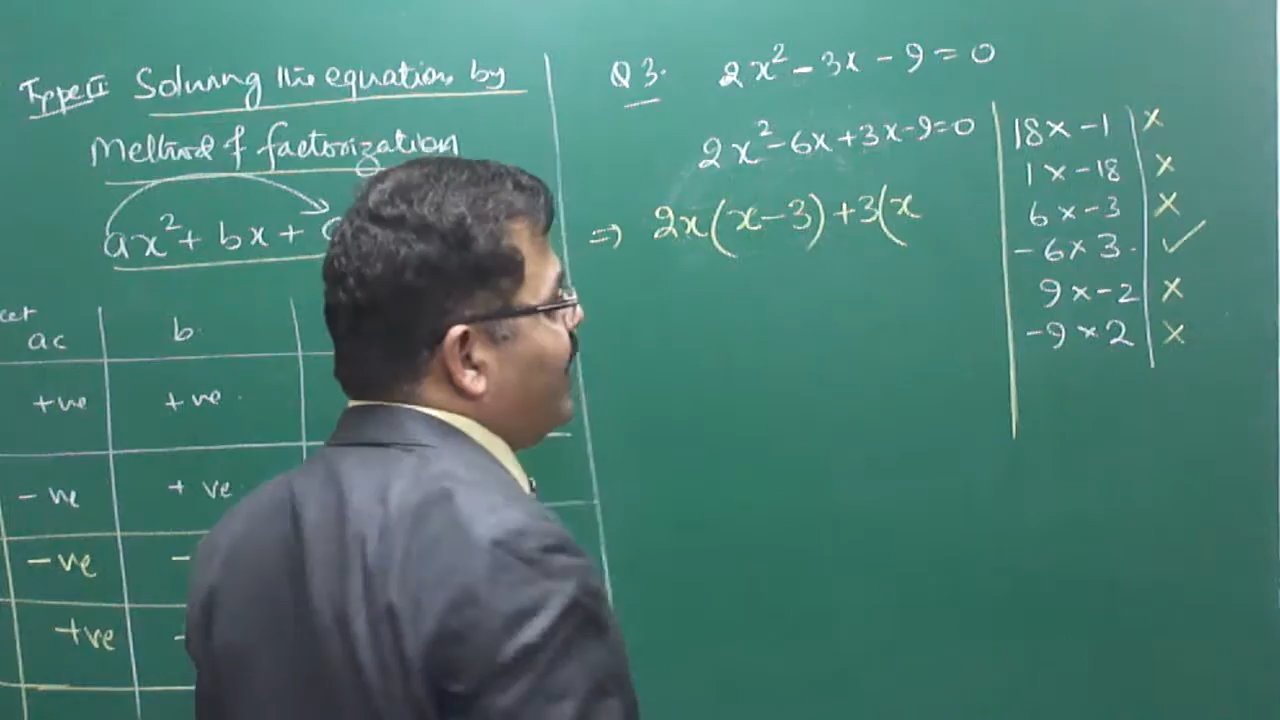 Type II Solving the equation by
Method of factorization
ax² + bx +
ac
b
+ve
+ve
-ve
+ve
-ve
-
+ve
-
Q3. 2x² - 3x - 9 = 0
2x² - 6x + 3x - 9 = 0
⇒ 2x(x - 3) + 3(x
18 x -1 x
1 x -18 x
6 x -3 x
-6 x 3 ✓
9 x -2 x
-9 x 2 x